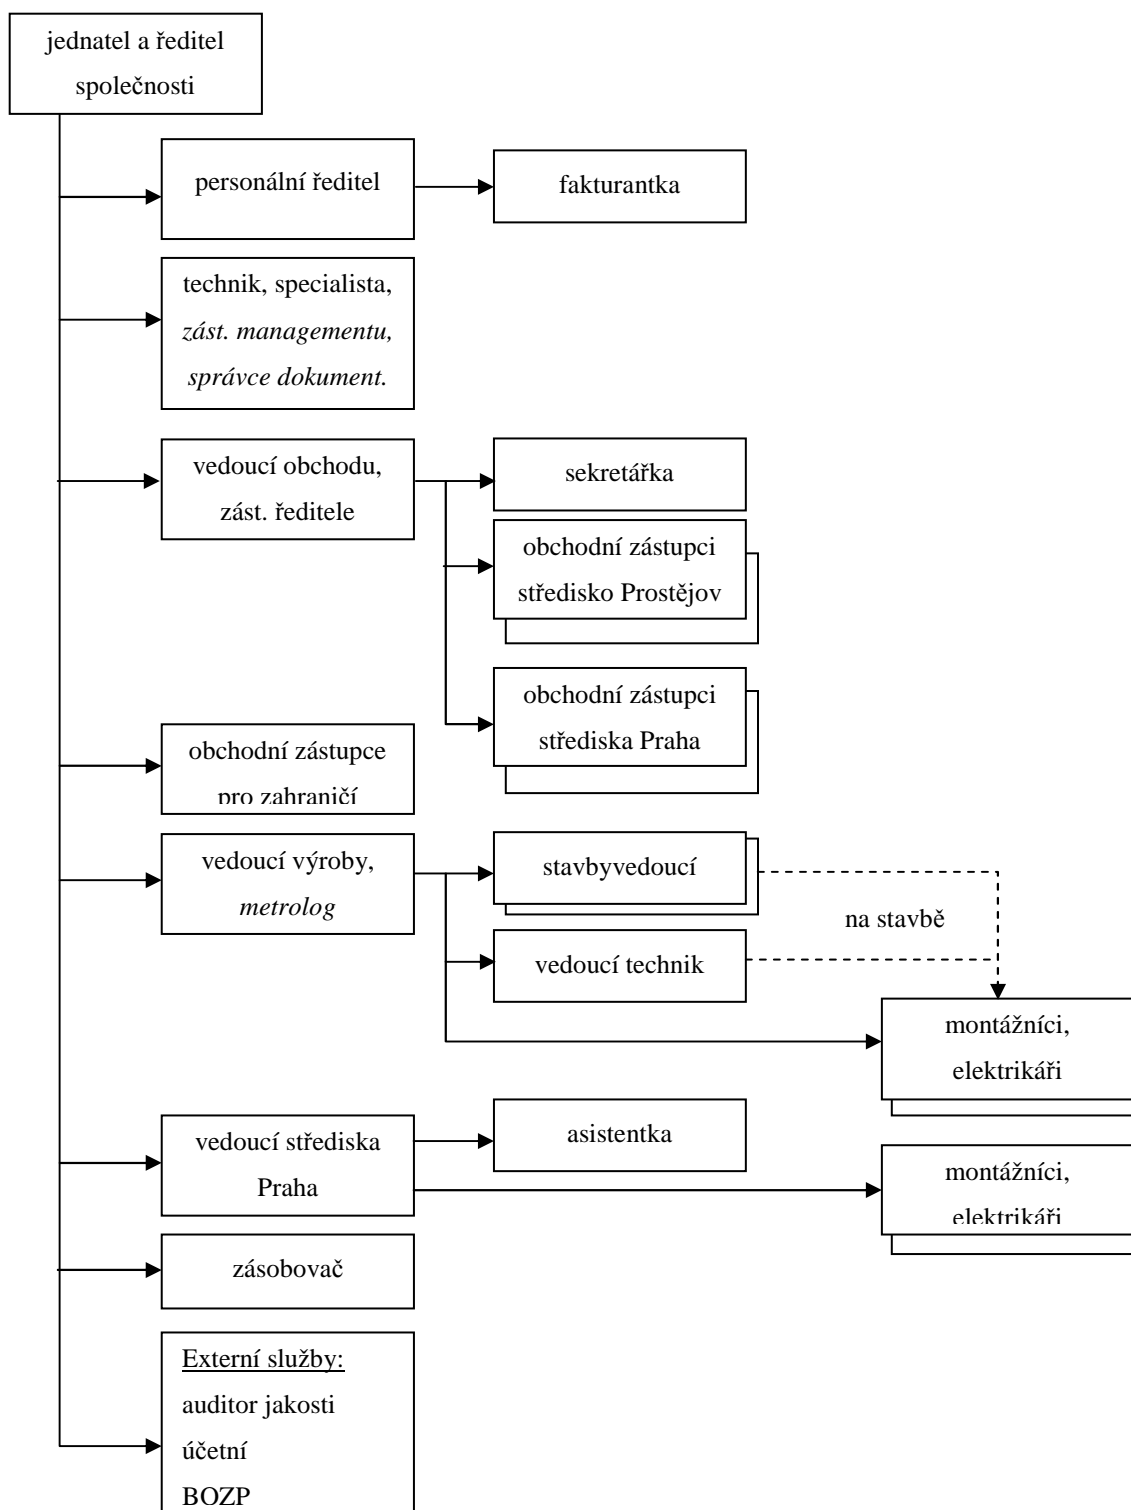 jednatel a ředitel
společnosti
personální ředitel
fakturantka
technik, specialista,
zást. managementu,
správce dokument.
vedoucí obchodu,
zást. ředitele
sekretářka
obchodní zástupci
středisko Prostějov
obchodní zástupci
střediska Praha
obchodní zástupce
pro zahraničí
vedoucí výroby,
metrolog
stavbyvedoucí
na stavbě
vedoucí technik
montážníci,
elektrikáři
vedoucí střediska
Praha
asistentka
montážníci,
elektrikáři
zásobovač
Externí služby:
auditor jakosti
účetní
BOZP